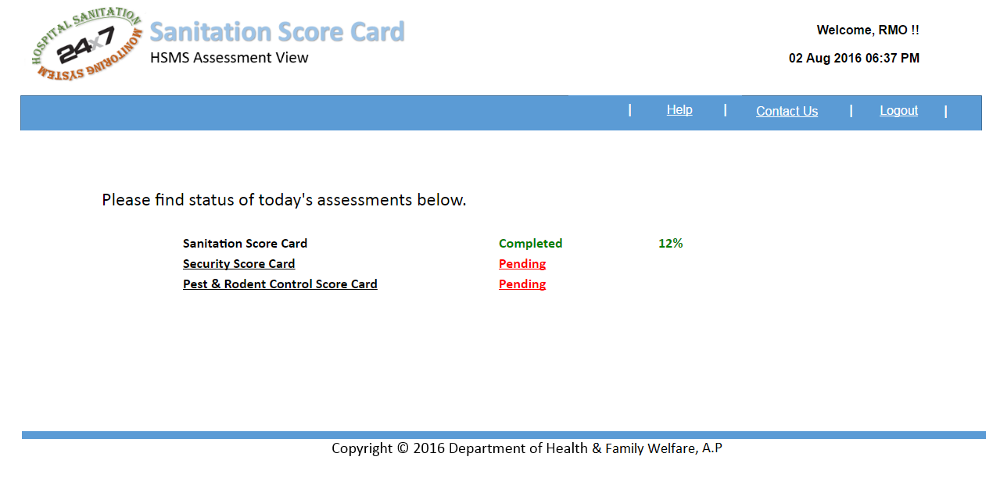 HOSPITAL SANITATION
24x7
MONITORING SYSTEM
Sanitation Score Card
HSMS Assessment View
Welcome, RMO !!
02 Aug 2016 06:37 PM
| Help | Contact Us | Logout |
Please find status of today's assessments below.
Sanitation Score Card Completed 12%
Security Score Card Pending
Pest & Rodent Control Score Card Pending
Copyright © 2016 Department of Health & Family Welfare, A.P